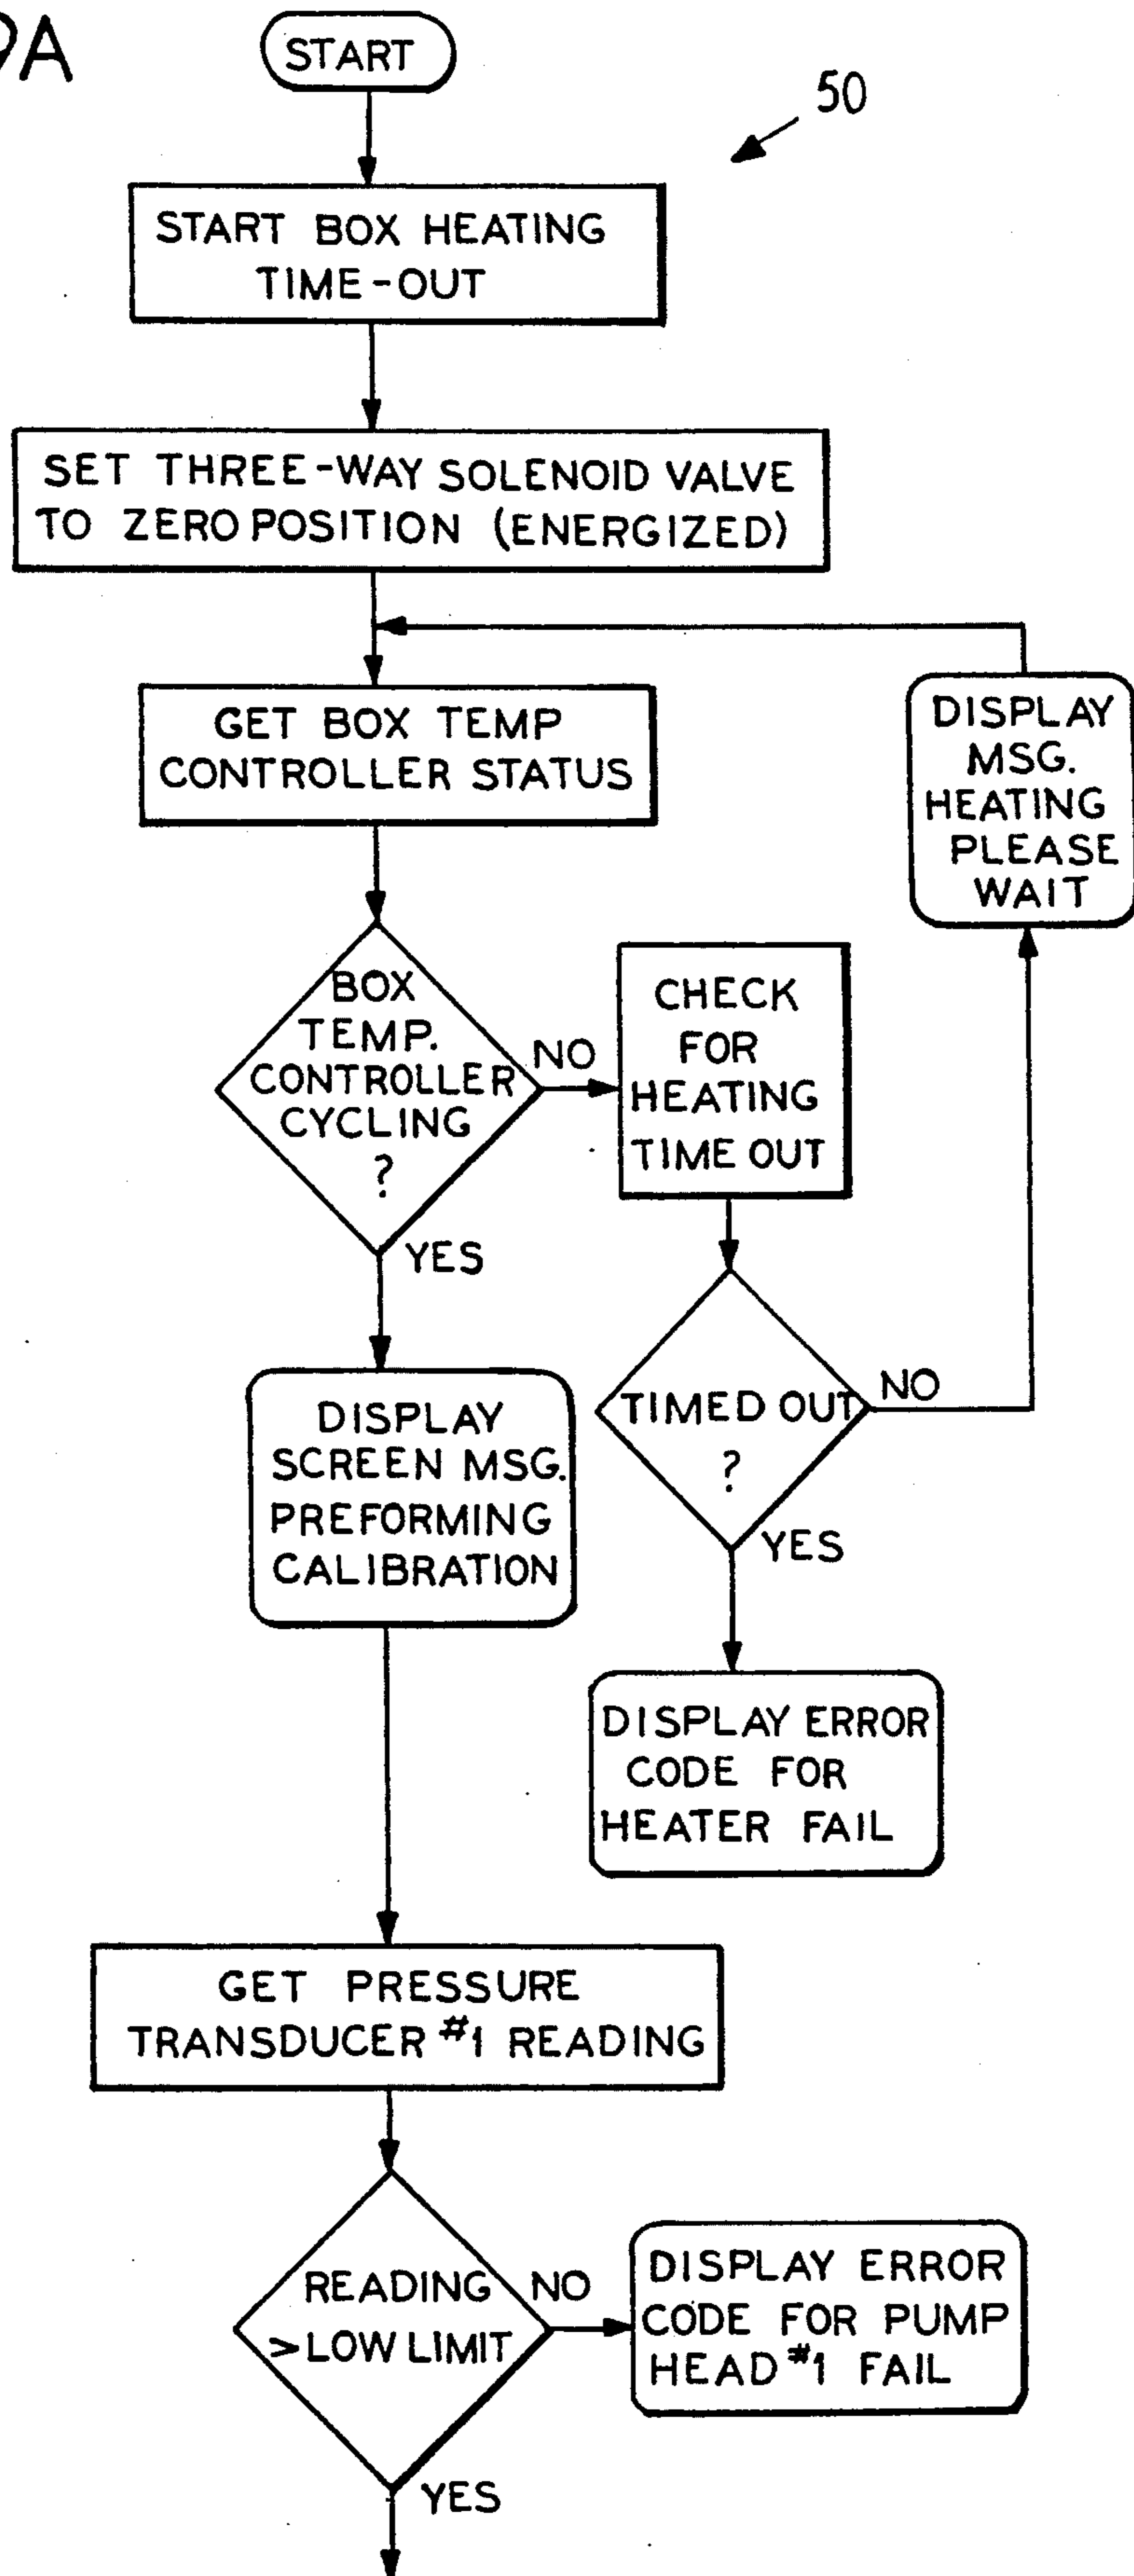 9A
START
50
START BOX HEATING
TIME-OUT
SET THREE-WAY SOLENOID VALVE
TO ZERO POSITION (ENERGIZED)
GET BOX TEMP
CONTROLLER STATUS
DISPLAY
MSG.
HEATING
PLEASE
WAIT
BOX
TEMP.
CONTROLLER
CYCLING
?
NO
CHECK
FOR
HEATING
TIME OUT
YES
TIMED OUT
?
NO
YES
DISPLAY
SCREEN MSG.
PREFORMING
CALIBRATION
DISPLAY ERROR
CODE FOR
HEATER FAIL
GET PRESSURE
TRANSDUCER #1 READING
READING
>LOW LIMIT
NO
DISPLAY ERROR
CODE FOR PUMP
HEAD #1 FAIL
YES